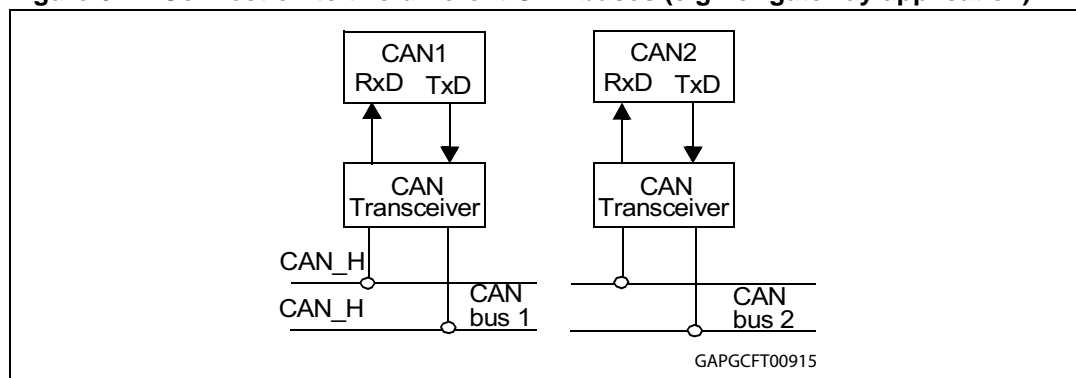 CAN1
RxD TxD
CAN2
RxD TxD
CAN
Transceiver
CAN
Transceiver
CAN_H
CAN_H
CAN
bus 1
CAN
bus 2
GAPGCFT00915